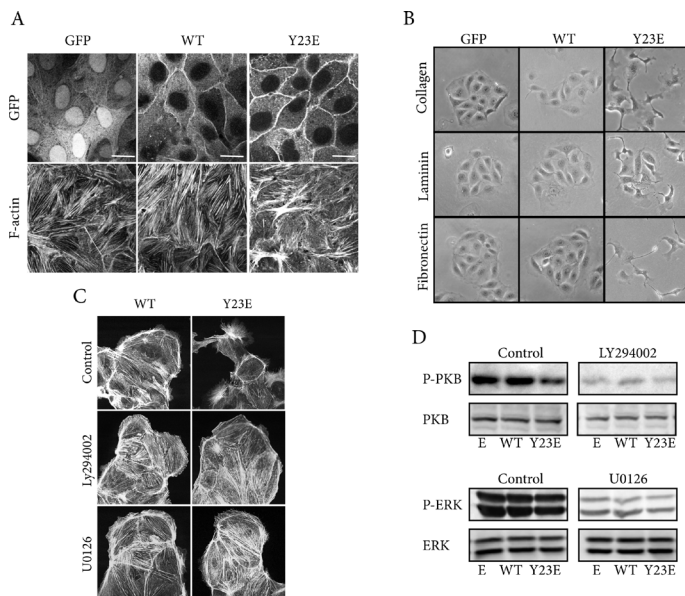 A
GFP WT Y23E
GFP
F-actin
B
GFP WT Y23E
Collagen
Laminin
Fibronectin
C
WT Y23E
Control
Ly294002
U0126
D
Control LY294002
P-PKB
PKB
E WT Y23E E WT Y23E
Control U0126
P-ERK
ERK
E WT Y23E E WT Y23E